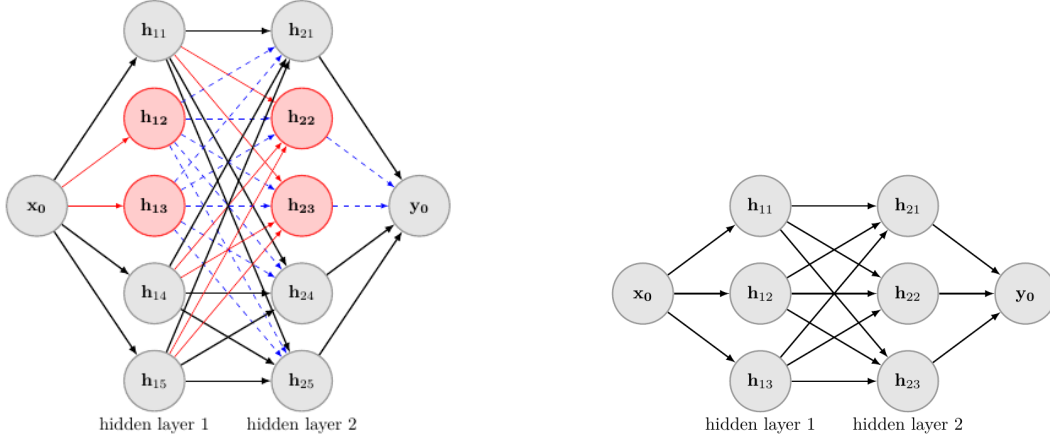 h₁₁ h₂₁
h₁₂ h₂₂
x₀ h₁₃ h₂₃ y₀
h₁₄ h₂₄
h₁₅ h₂₅
hidden layer 1 hidden layer 2
h₁₁ h₂₁
x₀ h₁₂ h₂₂ y₀
h₁₃ h₂₃
hidden layer 1 hidden layer 2